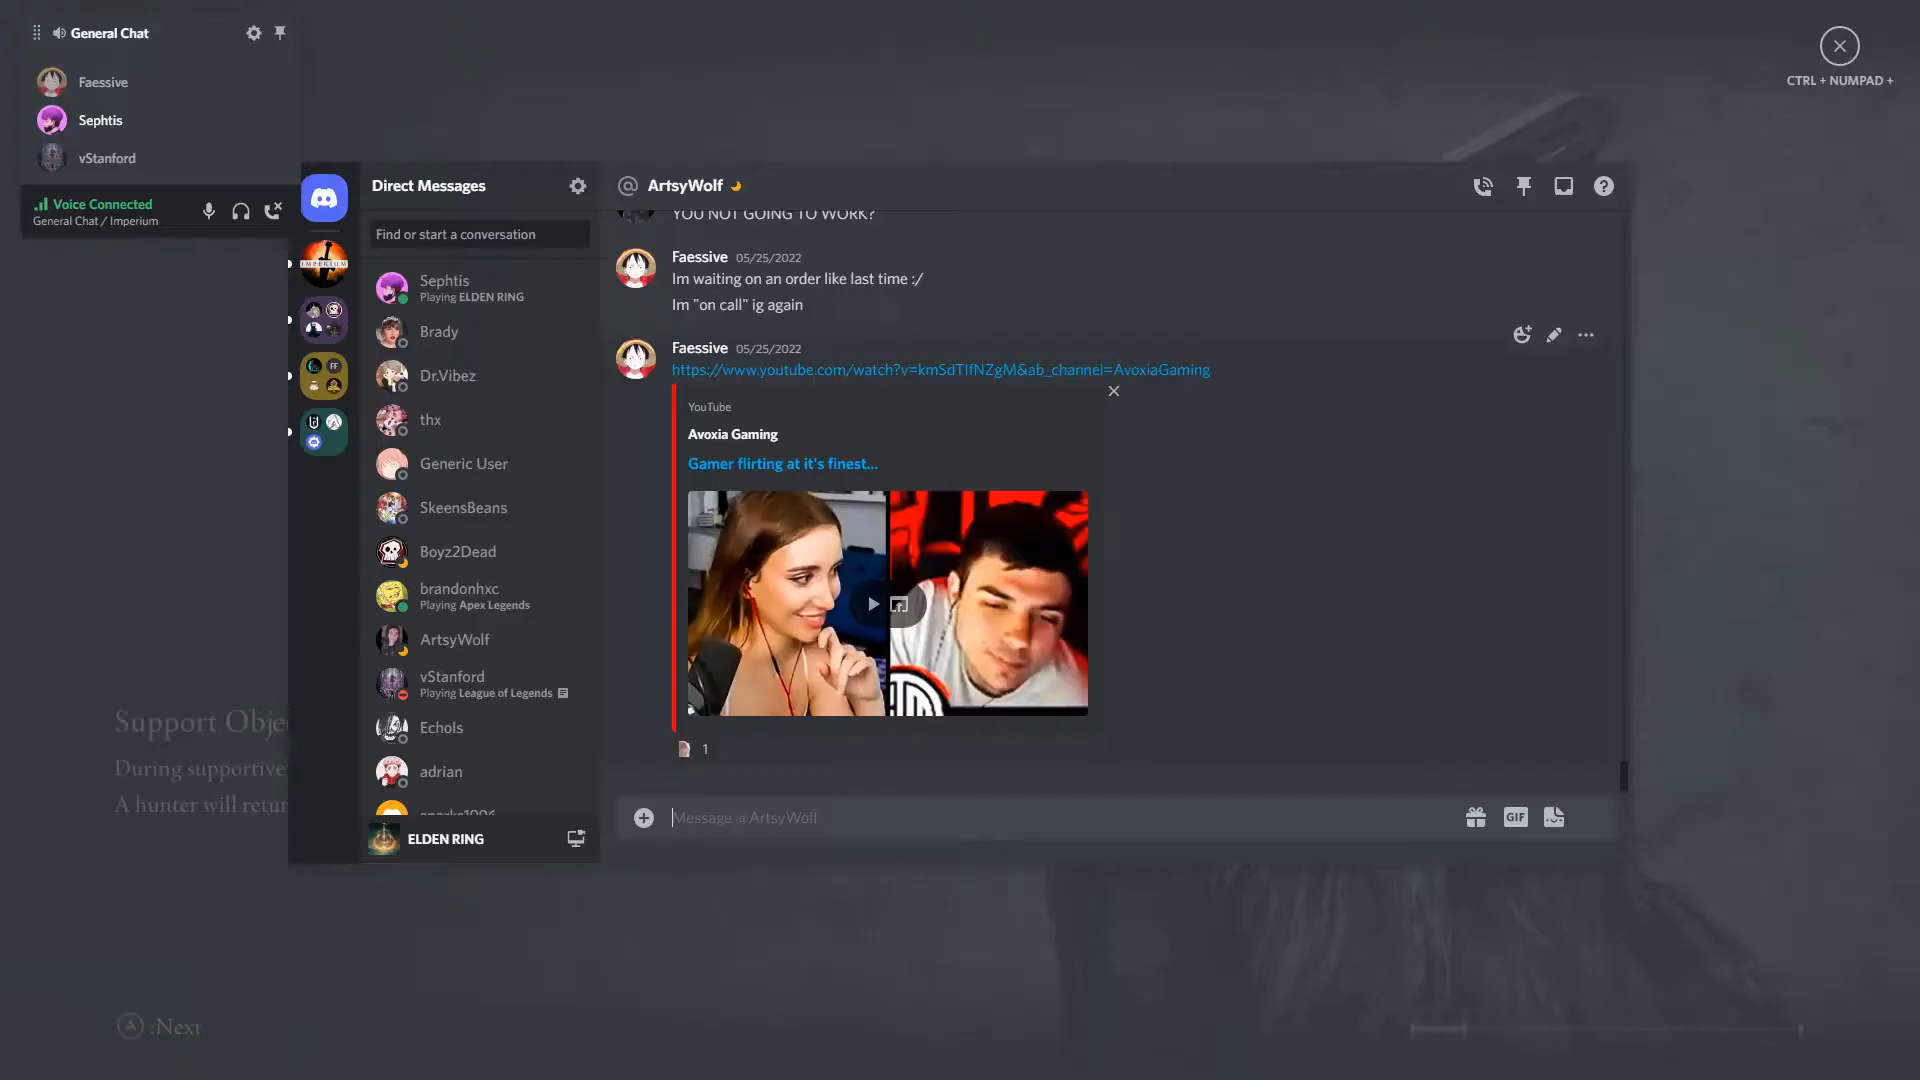 General Chat
CTRL + NUMPAD +
Faessive
Sephtis
vStanford
Voice Connected
General Chat / Imperium
IMPERIUM
Direct Messages
Find or start a conversation
Sephtis
Playing ELDEN RING
Brady
Dr.Vibez
thx
Generic User
SkeensBeans
Boyz2Dead
brandonhxc
Playing Apex Legends
ArtsyWolf
vStanford
Playing League of Legends
Echols
adrian
ELDEN RING
ArtsyWolf
YOU NOT GOING TO WORK?
Faessive 05/25/2022
Im waiting on an order like last time :/
Im "on call" ig again
Faessive 05/25/2022
https://www.youtube.com/watch?v=kmSdTlfNZgM&ab_channel=AvoxiaGaming
YouTube
Avoxia Gaming
Gamer flirting at it's finest...
1
Message @ArtsyWolf
GIF
Support Obje
During supportive
A hunter will retur
A :Next